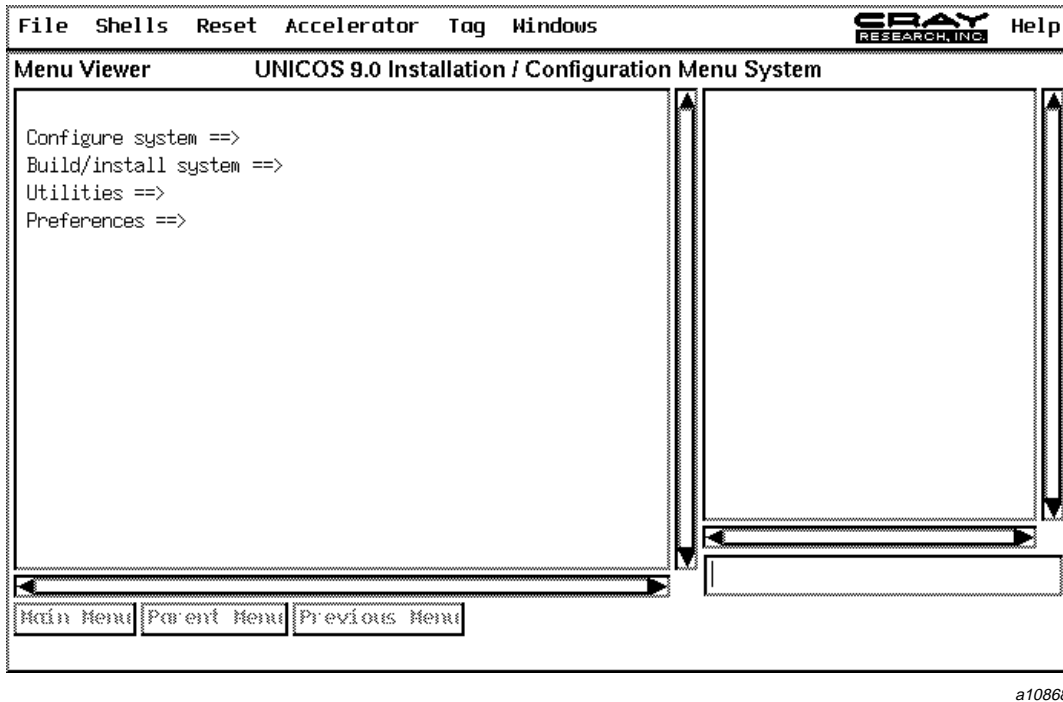 File Shells Reset Accelerator Tag Windows CRAY RESEARCH, INC. Help
Menu Viewer UNICOS 9.0 Installation / Configuration Menu System
Configure system ==>
Build/install system ==>
Utilities ==>
Preferences ==>
Main Menu Parent Menu Previous Menu